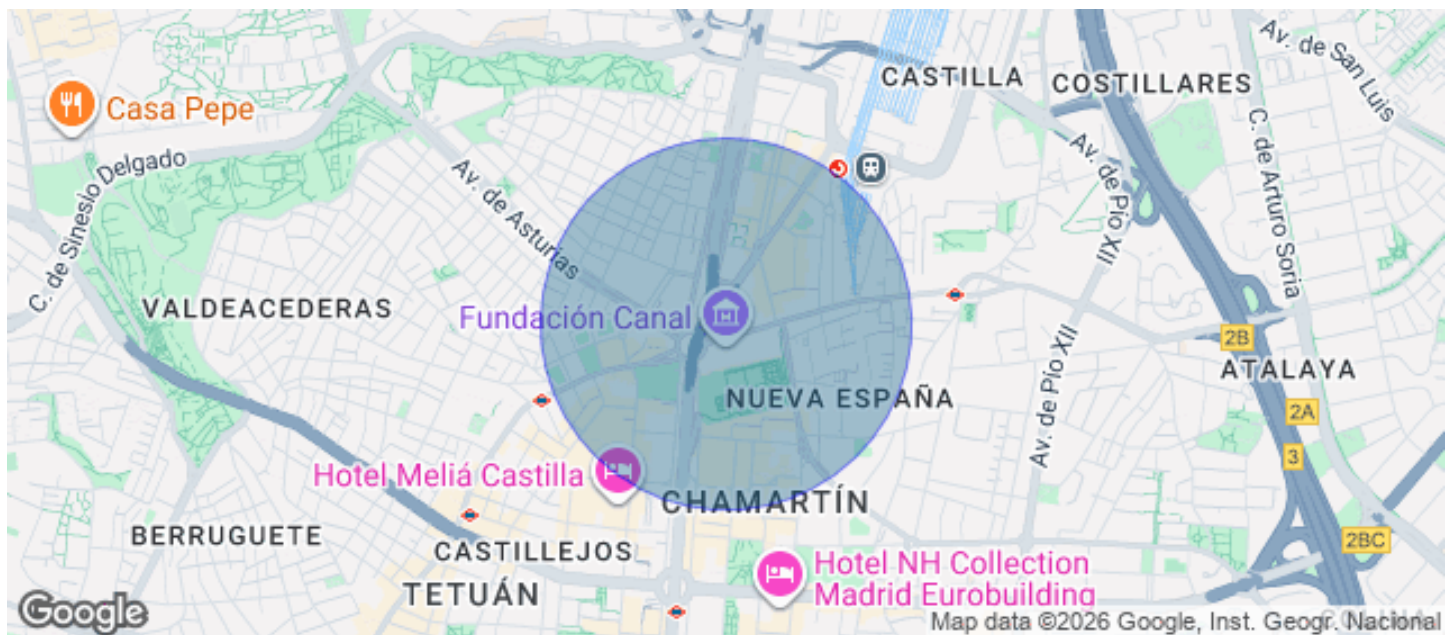 Av. de San Luis
CASTILLA
COSTILLARES
Casa Pepe
C. de Sinesio Delgado
Av. de Asturias
Av. de Pío XII
C. de Arturo Soria
VALDEACEDERAS
Fundación Canal
2B
ATALAYA
NUEVA ESPAÑA
Av. de Pío XII
2A
3
Hotel Meliá Castilla
CHAMARTÍN
BERRUGUETE
CASTILLEJOS
2BC
TETUÁN
Hotel NH Collection
Madrid Eurobuilding
Google
Map data ©2026 Google, Inst. Geogr. Nacional